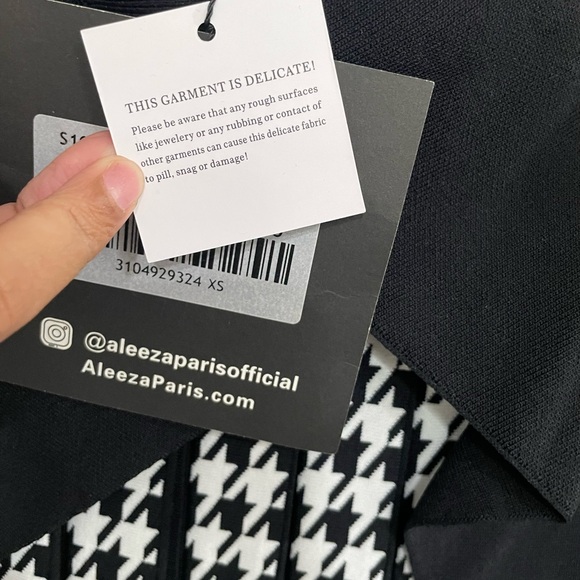 THIS GARMENT IS DELICATE!
Please be aware that any rough surfaces
like jewelery or any rubbing or contact of
other garments can cause this delicate fabric
to pill, snag or damage!
3104929324 XS
@aleezaparisofficial
AleezaParis.com